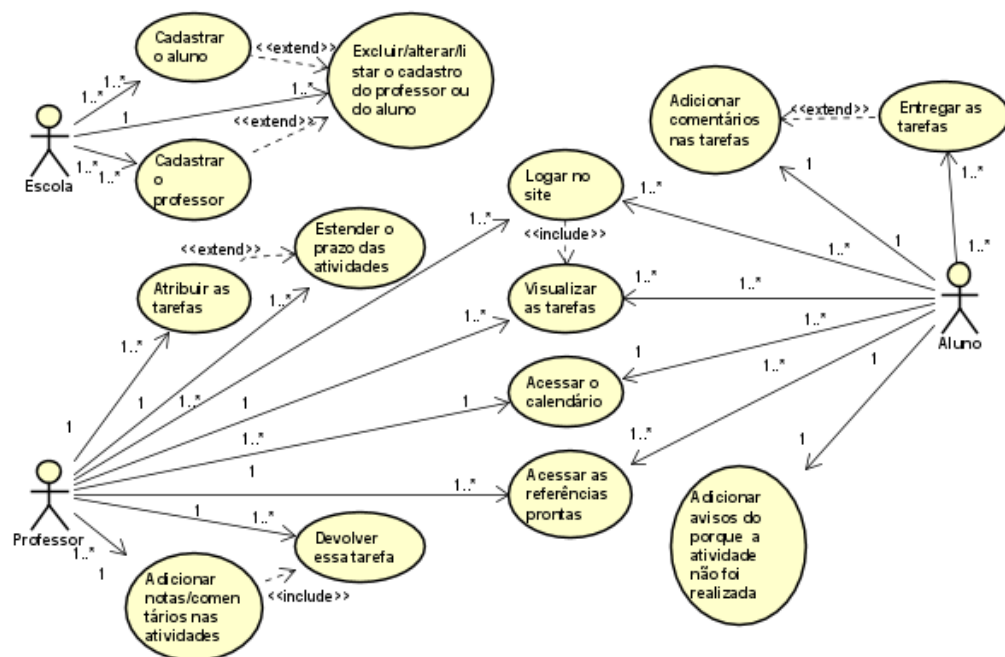 Cadastrar
o aluno
<<extend>>
Excluir/alterar/li
star o cadastro
do professor ou
do aluno
1..*
1..*
1..*
1
<<extend>>
Escola
1..*
1..*
Cadastrar
o
professor
Adicionar
comentários
nas tarefas
<<extend>>
Entregar as
tarefas
1
1..*
Logar no
site
1..*
1..*
<<include>>
Estender o
prazo das
atividades
<<extend>>
Atribuir as
tarefas
1..*
1..*
1
1..*
1..*
Visualizar
as tarefas
1..*
1..*
1..*
Aluno
1..*
1..*
1
1..*
1
1
1..*
Acessar o
calendário
1
1..*
1
1
1..*
1
1..*
1
1..*
Acessar as
referências
prontas
Professor
1
1..*
Devolver
essa tarefa
1..*
1
Adicionar
notas/comen
tários nas
atividades
<<include>>
Adicionar
avisos do
porque a
atividade
não foi
realizada